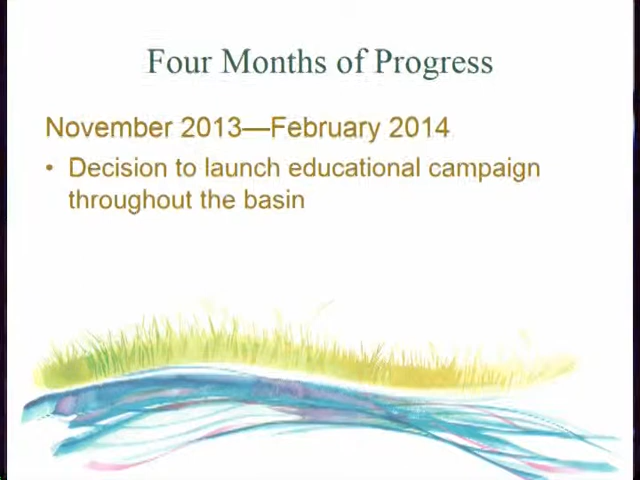 Four Months of Progress
November 2013—February 2014
• Decision to launch educational campaign
throughout the basin